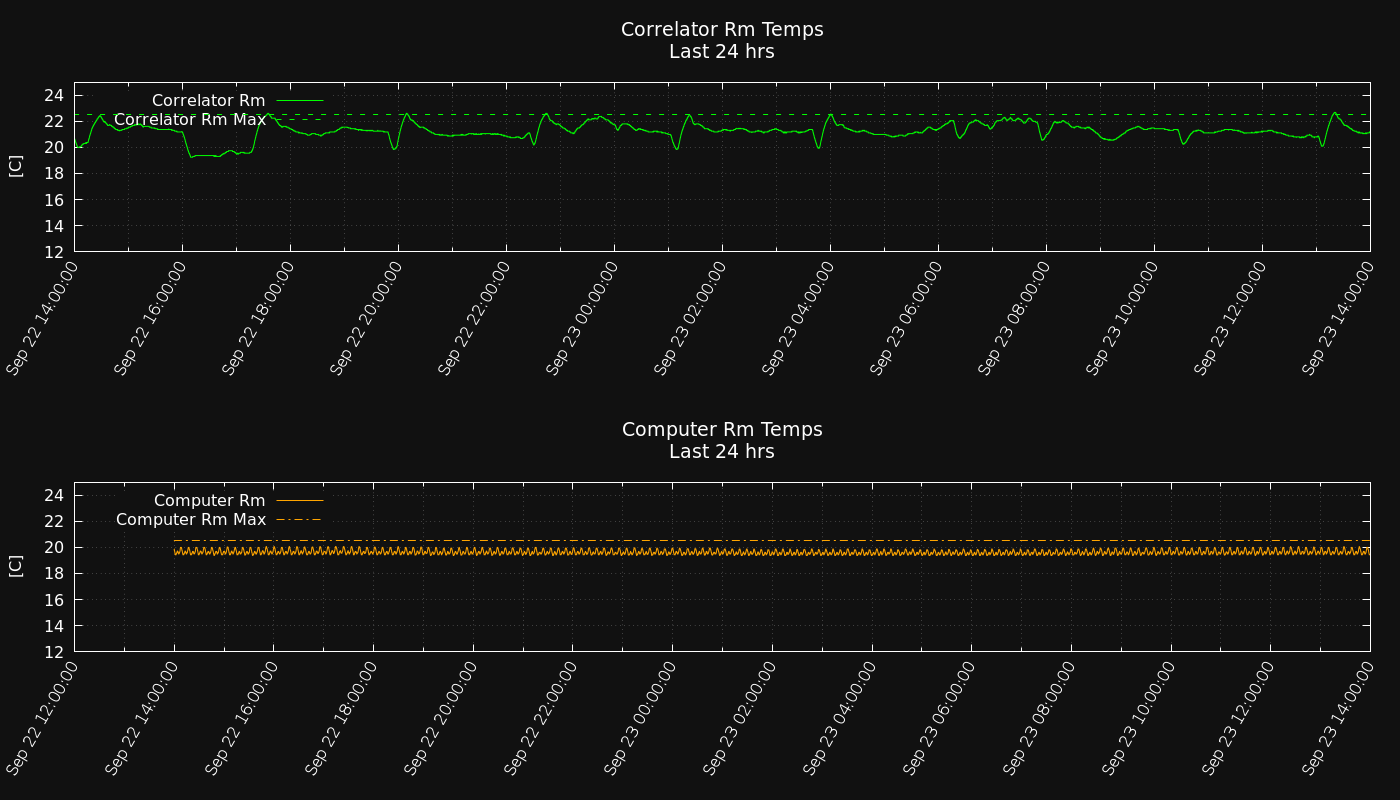 Correlator Rm Temps
Last 24 hrs
24
22
20
18
16
14
12
[C]
Correlator Rm
Correlator Rm Max
Sep 22 14:00:00
Sep 22 16:00:00
Sep 22 18:00:00
Sep 22 20:00:00
Sep 22 22:00:00
Sep 23 00:00:00
Sep 23 02:00:00
Sep 23 04:00:00
Sep 23 06:00:00
Sep 23 08:00:00
Sep 23 10:00:00
Sep 23 12:00:00
Sep 23 14:00:00
Computer Rm Temps
Last 24 hrs
24
22
20
18
16
14
12
[C]
Computer Rm
Computer Rm Max
Sep 22 12:00:00
Sep 22 14:00:00
Sep 22 16:00:00
Sep 22 18:00:00
Sep 22 20:00:00
Sep 22 22:00:00
Sep 23 00:00:00
Sep 23 02:00:00
Sep 23 04:00:00
Sep 23 06:00:00
Sep 23 08:00:00
Sep 23 10:00:00
Sep 23 12:00:00
Sep 23 14:00:00